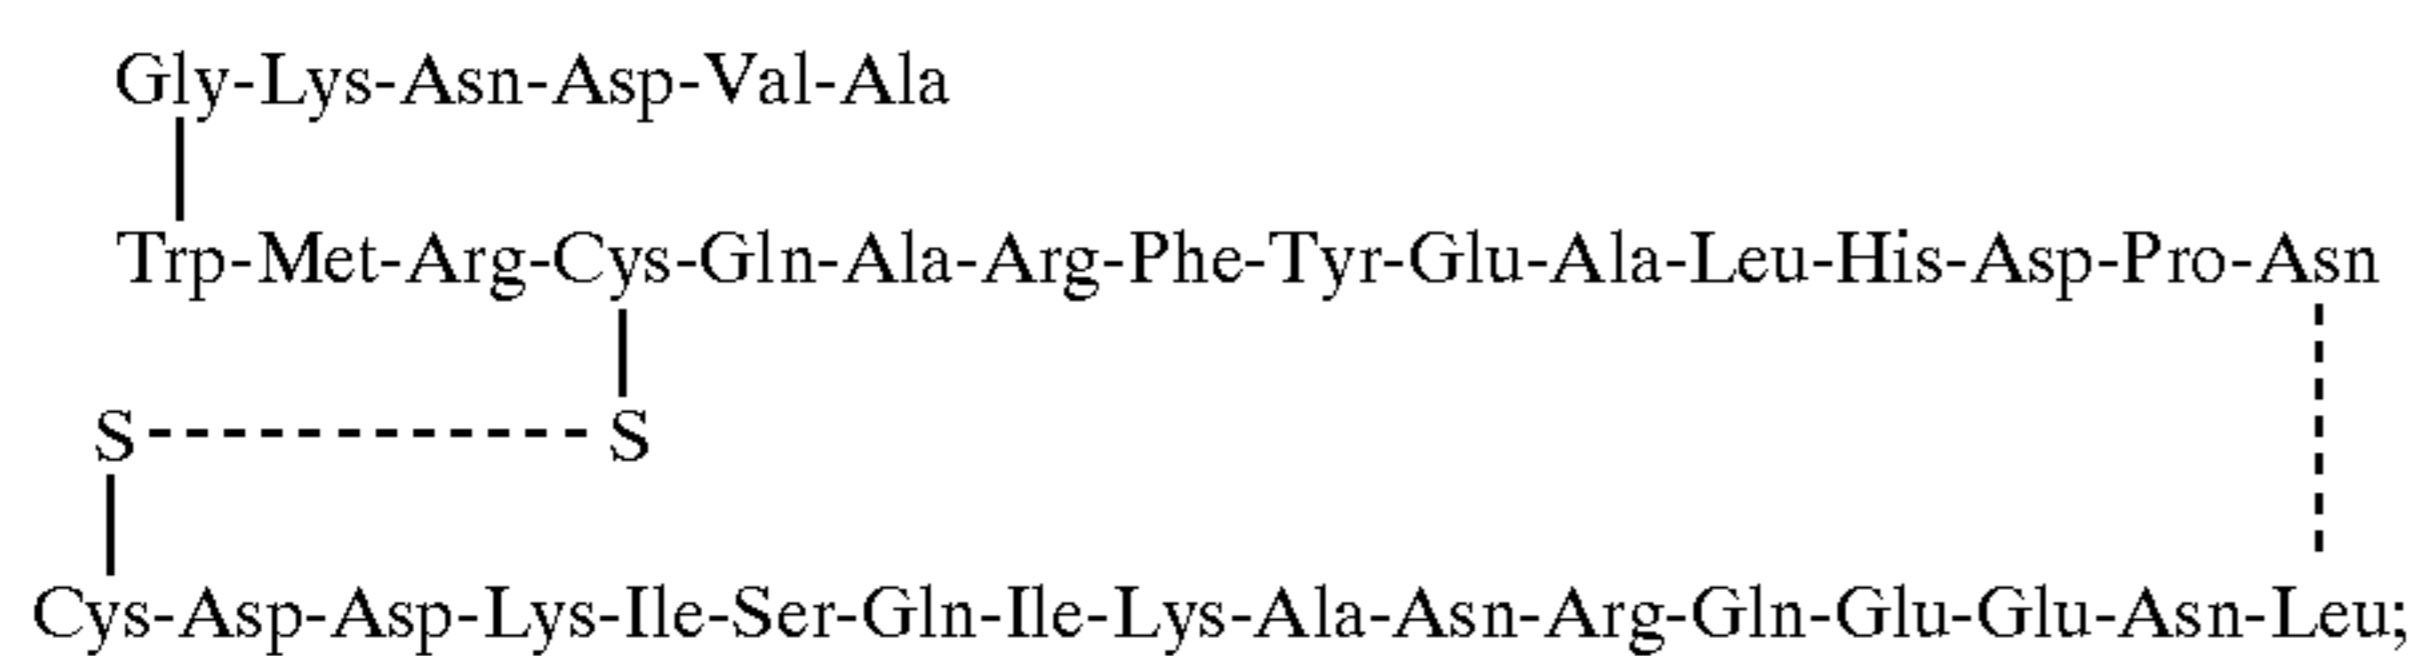 Gly-Lys-Asn-Asp-Val-Ala
Trp-Met-Arg-Cys-Gln-Ala-Arg-Phe-Tyr-Glu-Ala-Leu-His-Asp-Pro-Asn
S S
Cys-Asp-Asp-Lys-Ile-Ser-Gln-Ile-Lys-Ala-Asn-Arg-Gln-Glu-Glu-Asn-Leu;